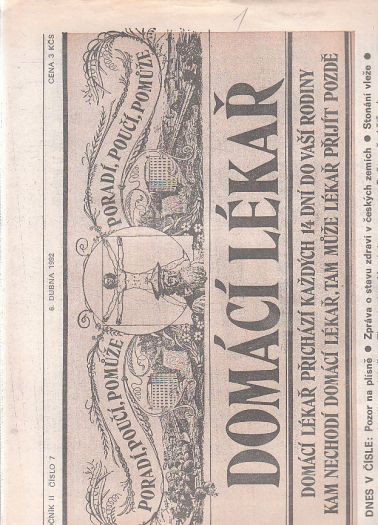 1
ROČNÍK II ČÍSLO 7
6. DUBNA 1992
CENA 3 KČS
PORADÍ, POUČÍ, POMŮŽE
PORADÍ, POUČÍ, POMŮŽE
DOMÁCÍ LÉKAŘ
DOMÁCÍ LÉKAŘ PŘICHÁZÍ KAŽDÝCH 14 DNÍ DO VAŠÍ RODINY
KAM NECHODÍ DOMÁCÍ LÉKAŘ, TAM MŮŽE LÉKAŘ PŘIJÍT POZDĚ
DNES V ČÍSLE: Pozor na plísně ● Zpráva o stavu zdraví v českých zemích ● Stonání vleže ●